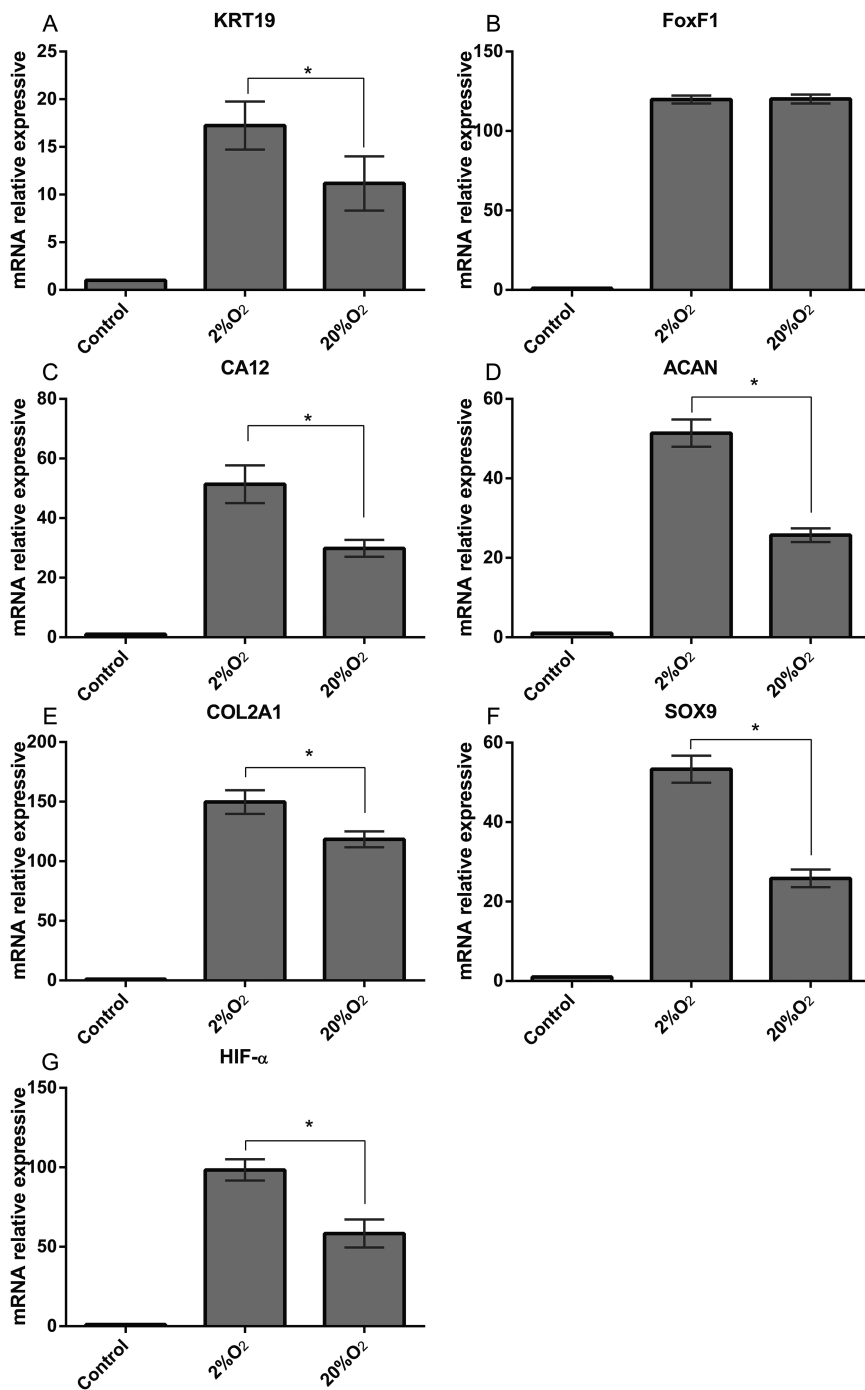 A
KRT19
mRNA relative expressive
25
20
15
10
5
0
*
Control
2%O₂
20%O₂
B
FoxF1
mRNA relative expressive
150
100
50
0
Control
2%O₂
20%O₂
C
CA12
mRNA relative expressive
80
60
40
20
0
*
Control
2%O₂
20%O₂
D
ACAN
mRNA relative expressive
60
40
20
0
*
Control
2%O₂
20%O₂
E
COL2A1
mRNA relative expressive
200
150
100
50
0
*
Control
2%O₂
20%O₂
F
SOX9
mRNA relative expressive
60
40
20
0
*
Control
2%O₂
20%O₂
G
HIF-α
mRNA relative expressive
150
100
50
0
*
Control
2%O₂
20%O₂